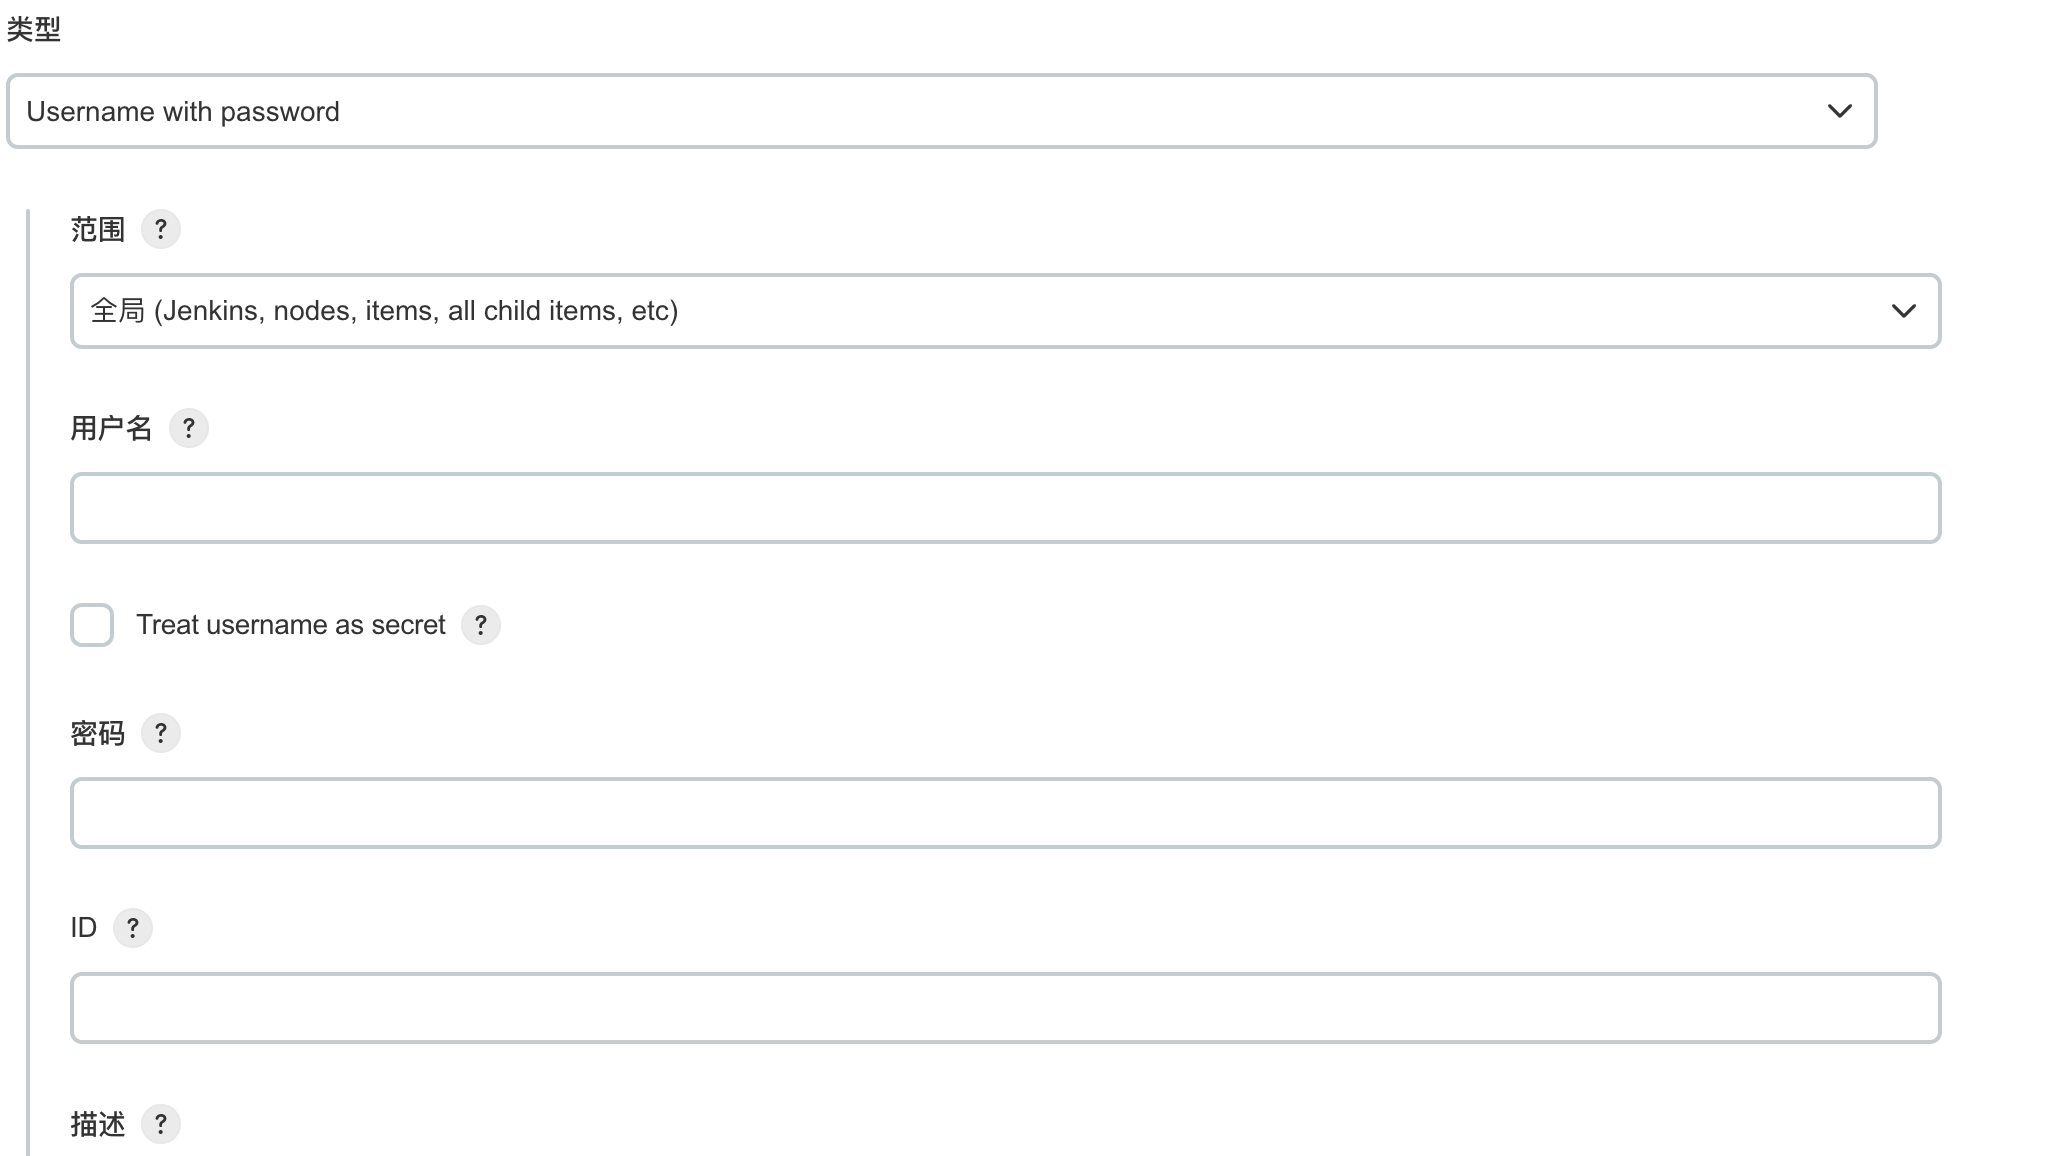 类型
Username with password
范围 ?
全局 (Jenkins, nodes, items, all child items, etc)
用户名 ?
Treat username as secret ?
密码 ?
ID ?
描述 ?